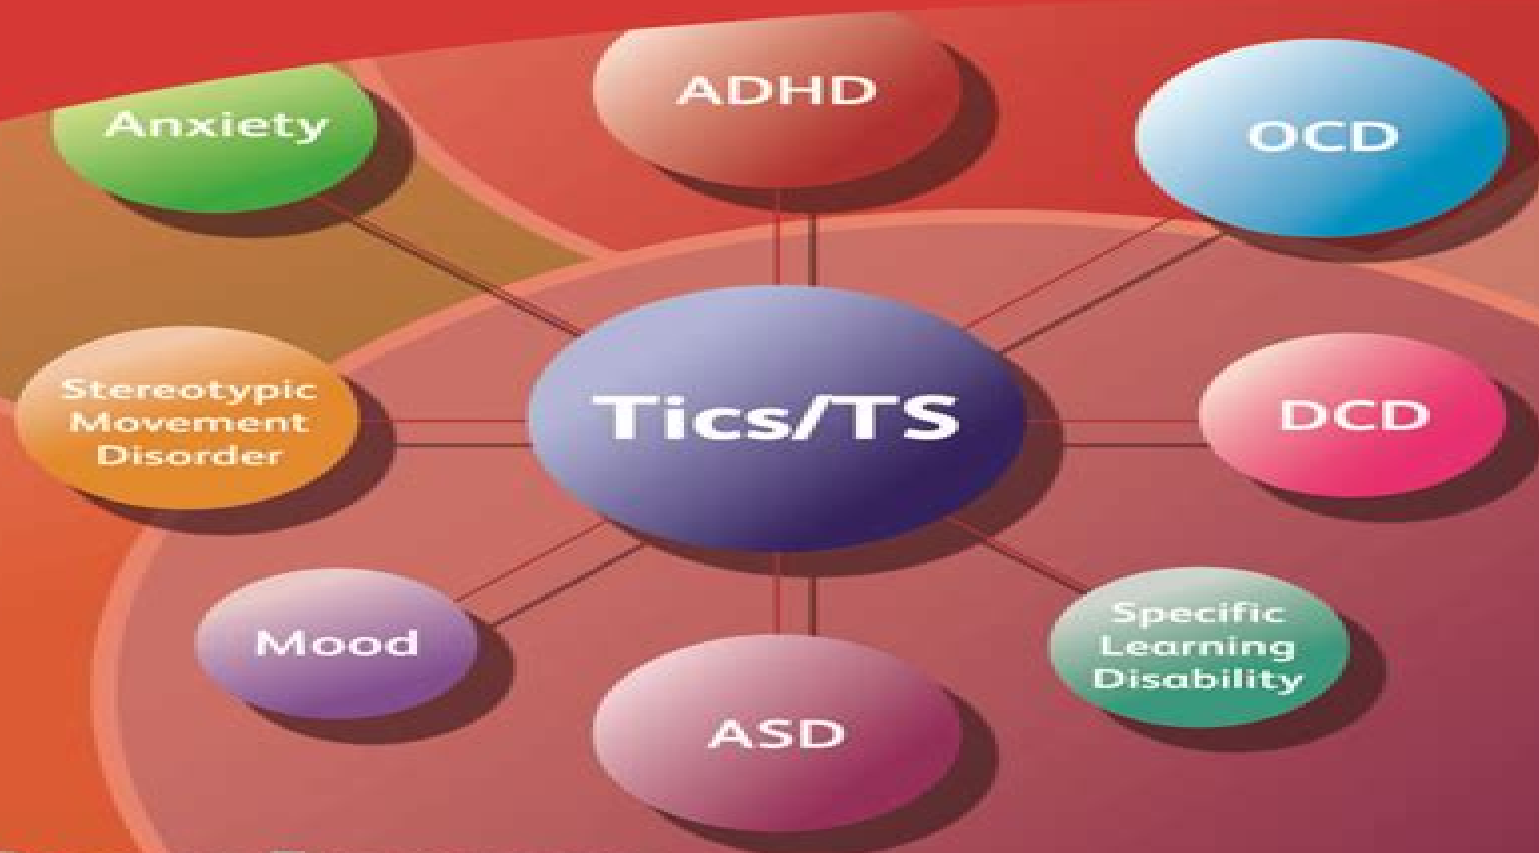 Anxiety
ADHD
OCD
Stereotypic
Movement
Disorder
Tics/TS
DCD
Mood
ASD
Specific
Learning
Disability